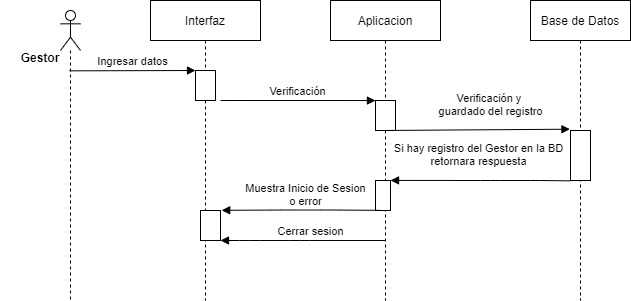 Interfaz
Aplicacion
Base de Datos
Gestor
Ingresar datos
Verificación
Verificación y
guardado del registro
Si hay registro del Gestor en la BD
retornara respuesta
Muestra Inicio de Sesion
o error
Cerrar sesion